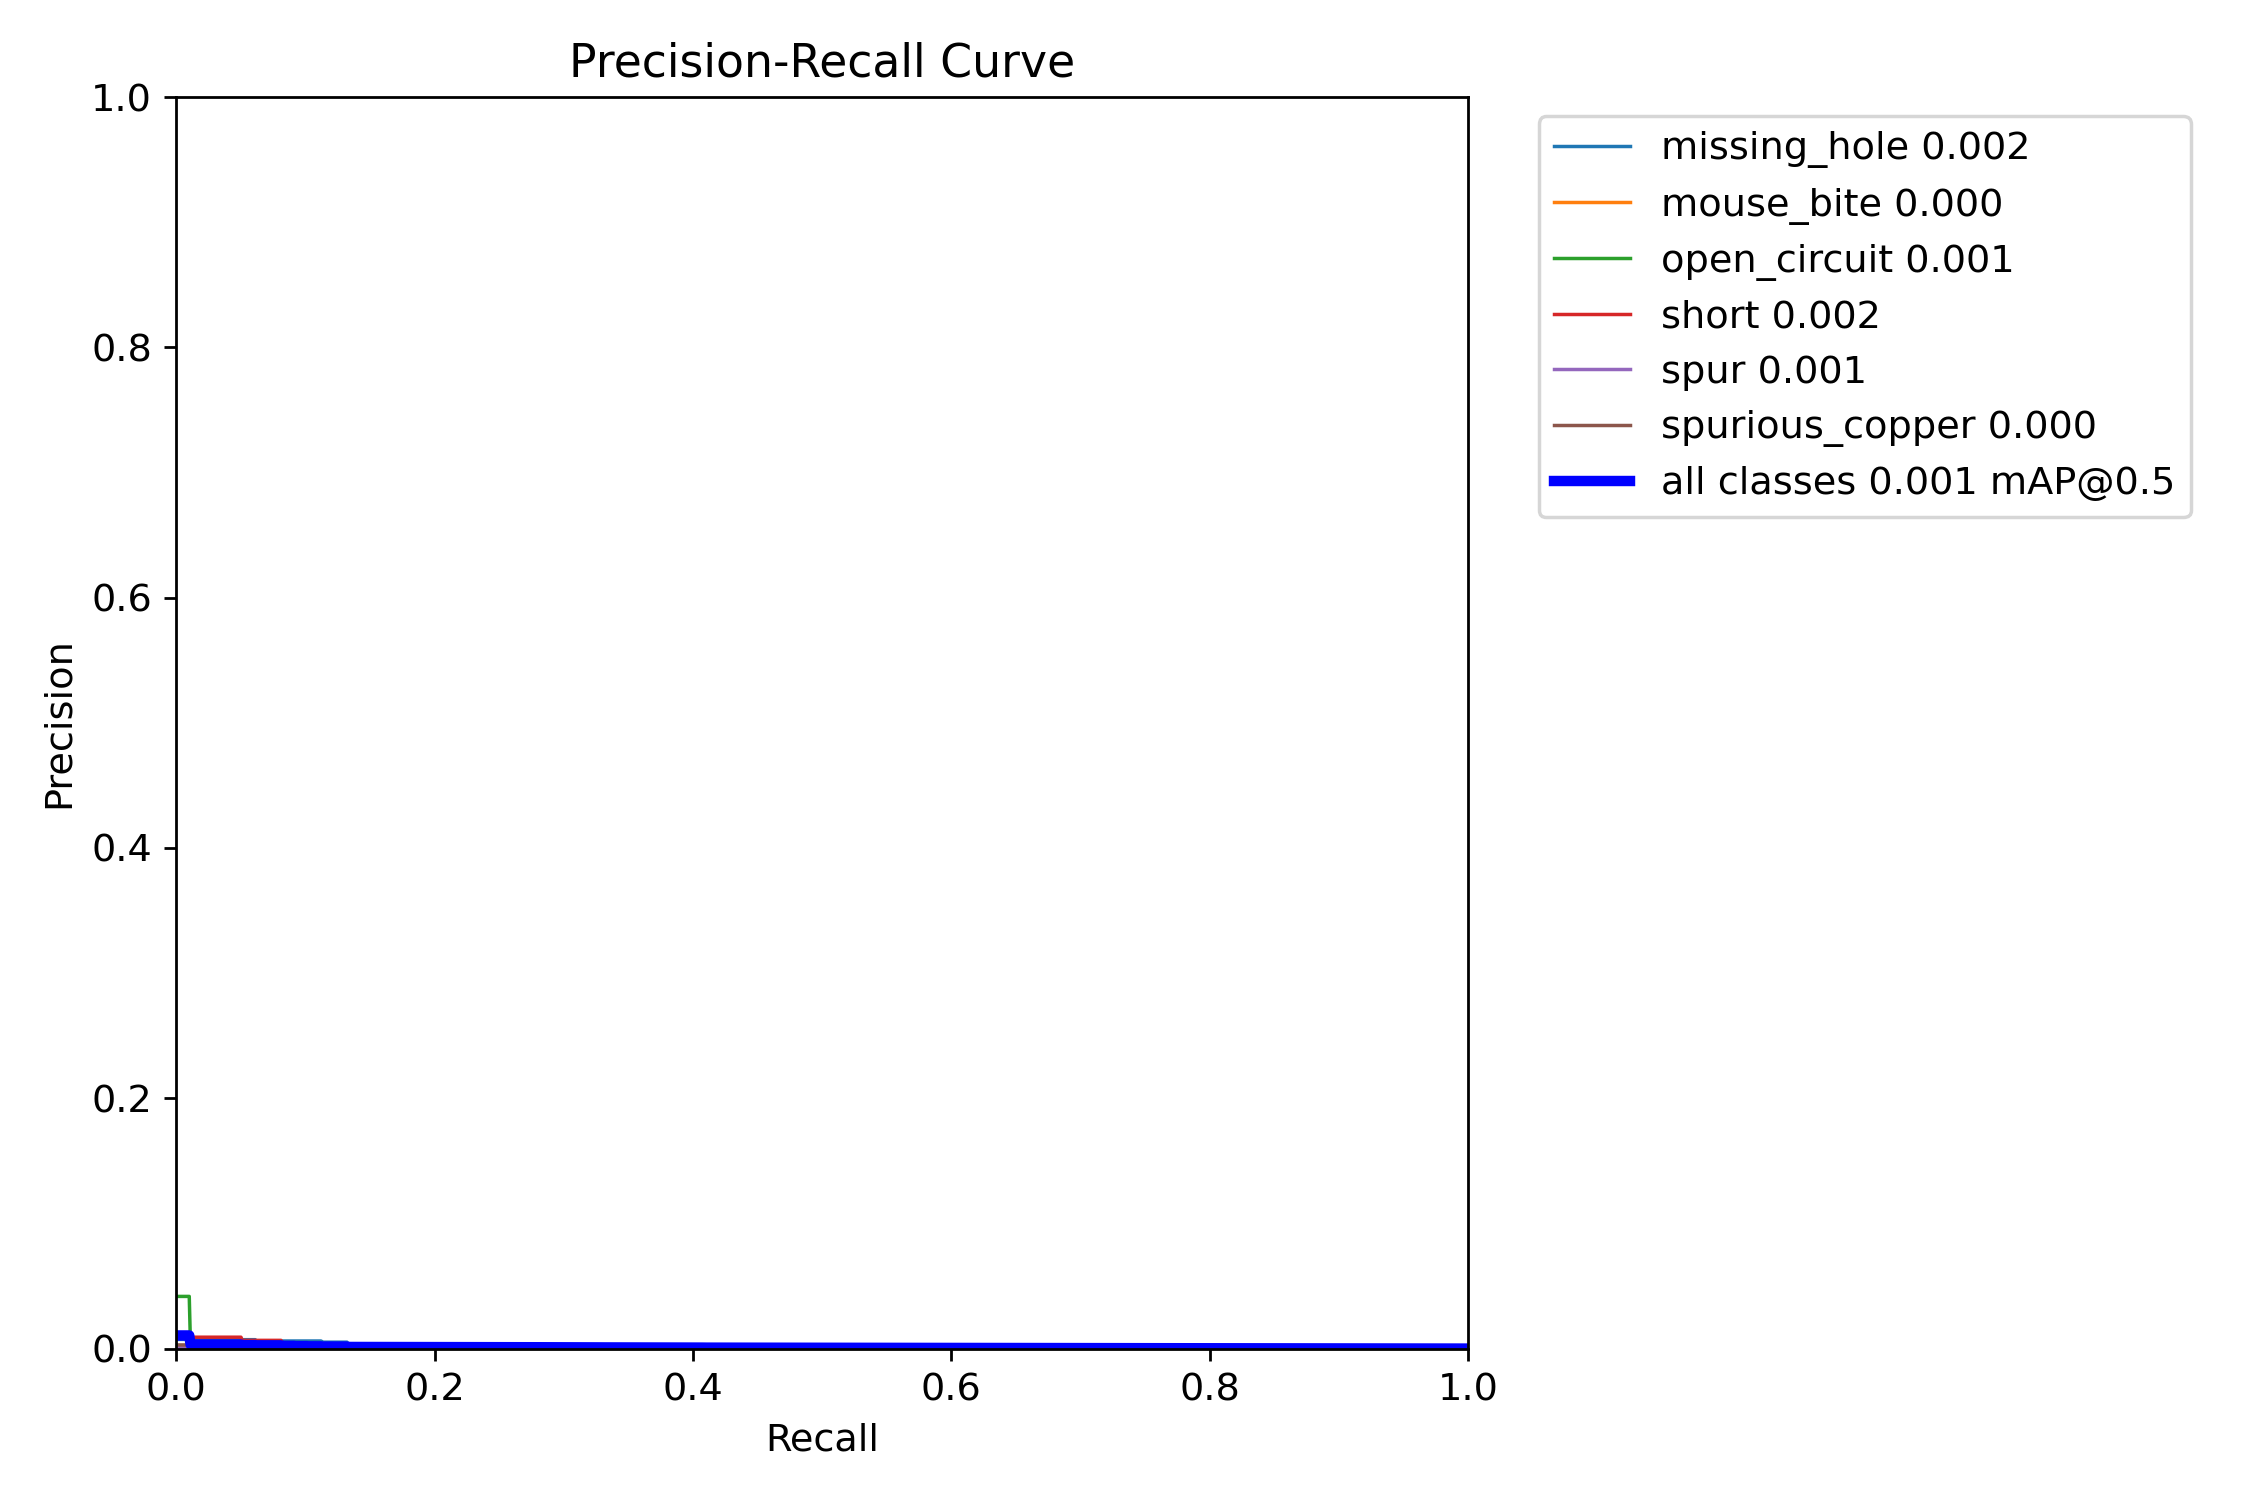 Precision-Recall Curve
1.0
0.8
0.6
0.4
0.2
0.0
Precision
0.0 0.2 0.4 0.6 0.8 1.0
Recall
missing_hole 0.002
mouse_bite 0.000
open_circuit 0.001
short 0.002
spur 0.001
spurious_copper 0.000
all classes 0.001 mAP@0.5